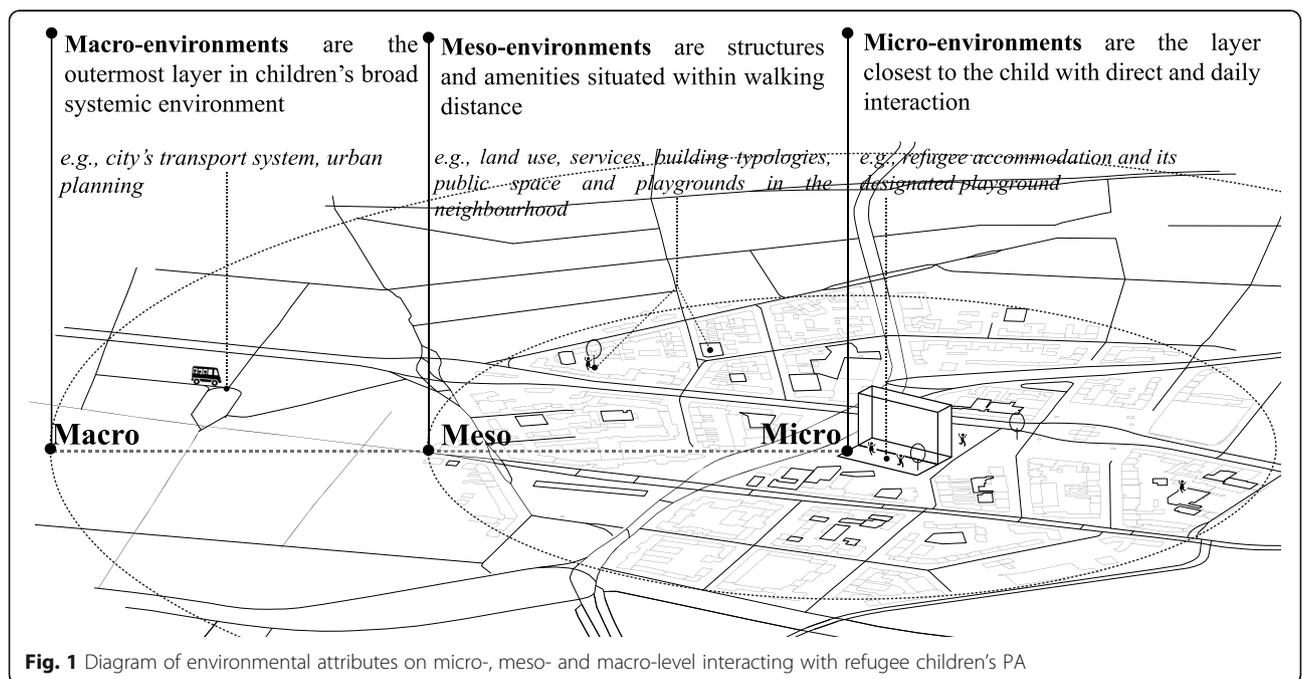 Macro-environments are the
outermost layer in children's broad
systemic environment
e.g., city's transport system, urban
planning
Meso-environments are structures
and amenities situated within walking
distance
e.g., land use, services, building typologies,
public space and playgrounds in the
neighbourhood
Micro-environments are the layer
closest to the child with direct and daily
interaction
e.g., refugee accommodation and its
designated playground
Macro
Meso
Micro
Fig. 1 Diagram of environmental attributes on micro-, meso- and macro-level interacting with refugee children's PA